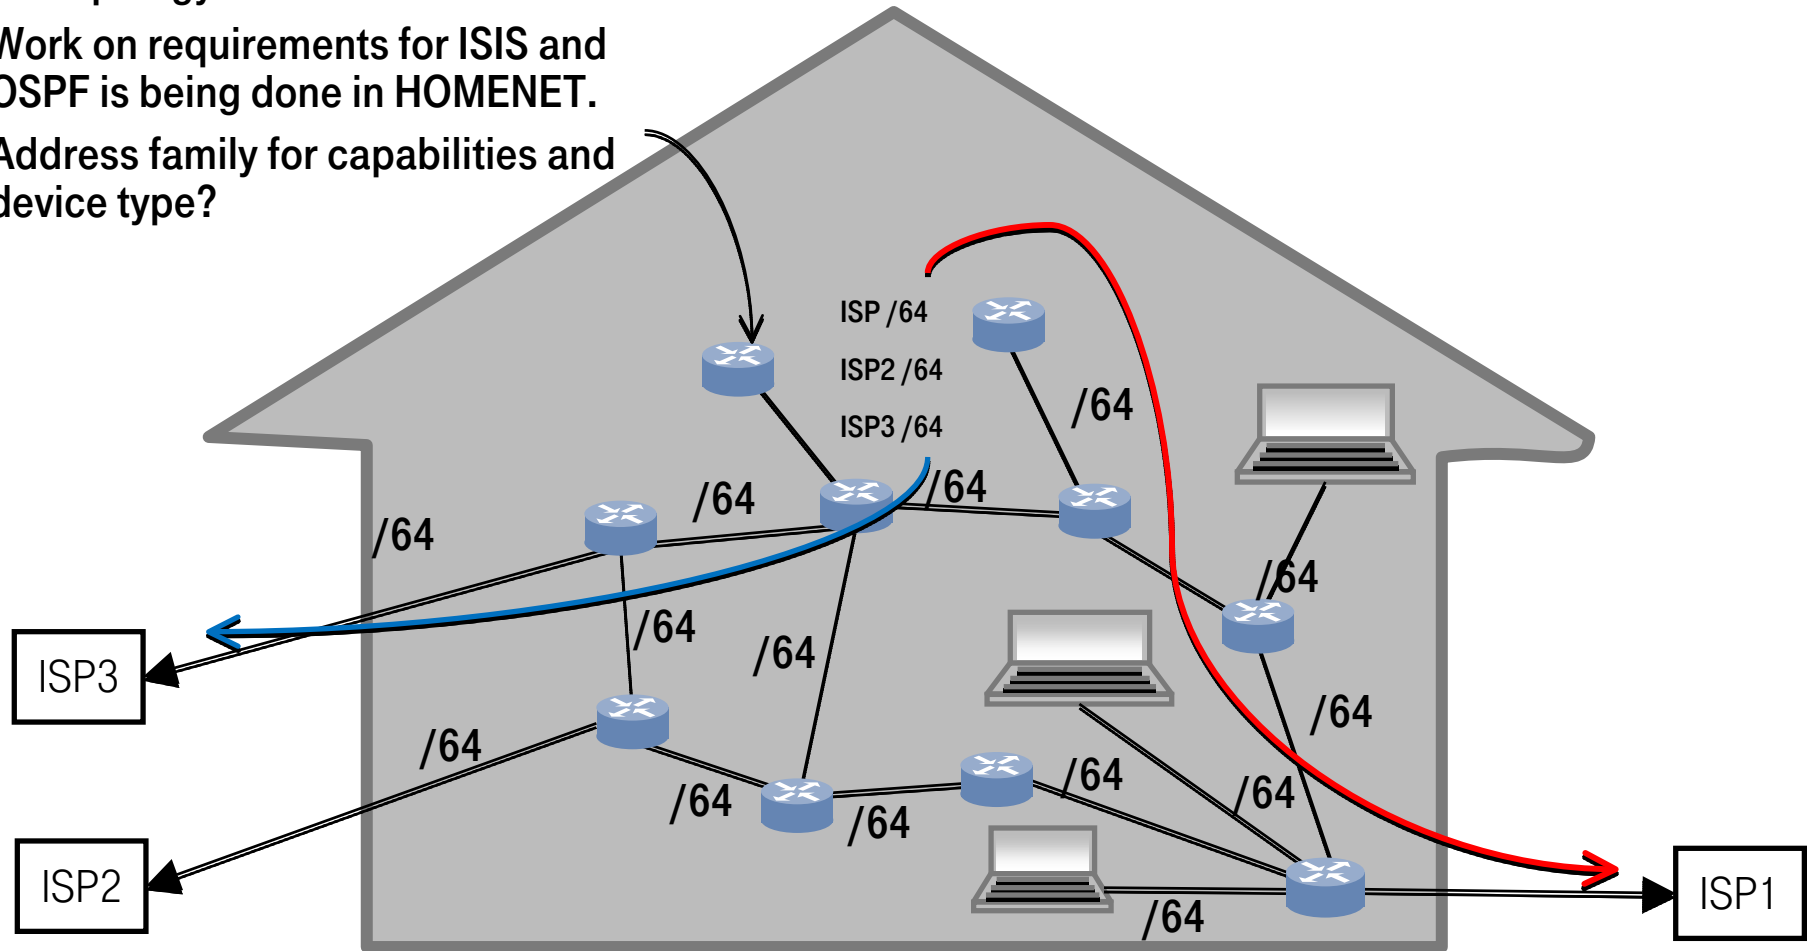 Work on requirements for ISIS and
OSPF is being done in HOMENET.
Address family for capabilities and
device type?
ISP /64
ISP2 /64
/64
ISP3 /64
/64
/64
/64
/64
/64
/64
ISP3
/64
/64
/64
/64
/64
/64
ISP2
ISP1
/64